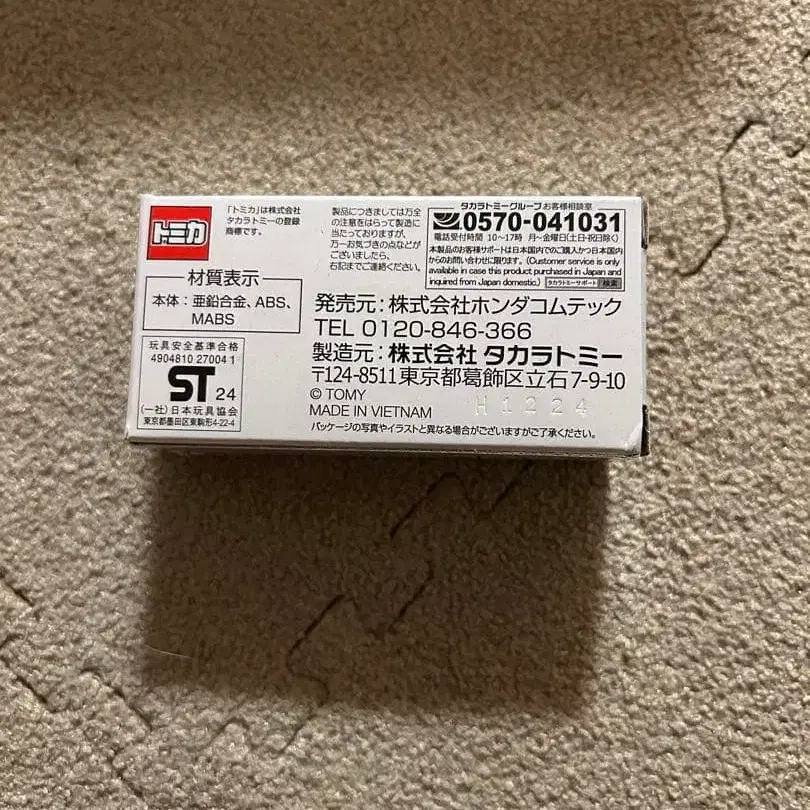 トミカ
「トミカ」は株式会社
タカラトミーの登録
商標です。
製品につきましては万全
の注意をはらって製造に
当たっておりますが、
万一お気づきの点などが
ございましたら、
右記までご連絡ください。
タカラトミーグループ お客様相談室
0570-041031
電話受付時間 10~17時 月~金曜日(土日・祝日除く)
本製品のお客様サポートは日本国内でのご購入かつ日本国内
からのお問い合わせに限ります。(Customer service is only
available in case this product purchased in Japan and
inquired from Japan domestic.) タカラトミーサポート 検索
材質表示
本体:亜鉛合金、ABS、
MABS
玩具安全基準合格
4904810 27004 1
ST 24
(一社)日本玩具協会
東京都墨田区東駒形4-22-4
発売元:株式会社ホンダコムテック
TEL 0120-846-366
製造元:株式会社 タカラトミー
〒124-8511 東京都葛飾区立石 7-9-10
© TOMY
MADE IN VIETNAM H1224
パッケージの写真やイラストと異なる場合がございますがご了承ください。